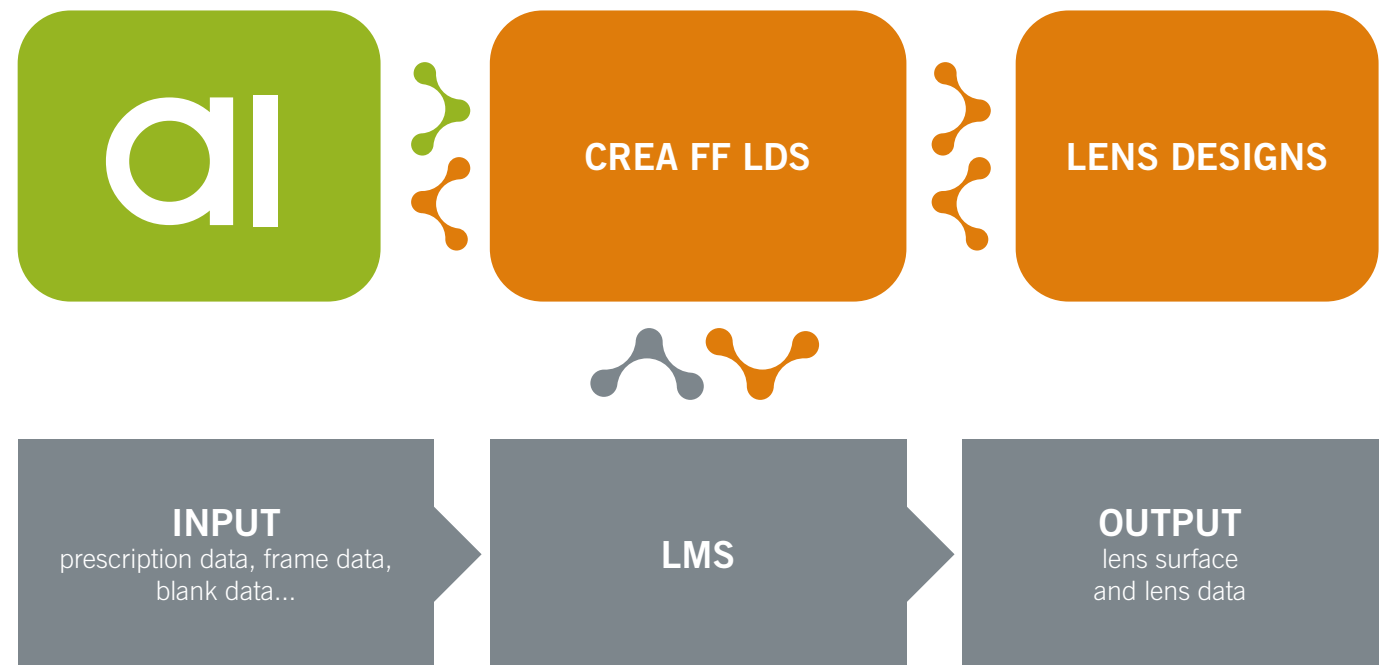 al
CREA FF LDS
LENS DESIGNS
INPUT
prescription data, frame data,
blank data...
LMS
OUTPUT
lens surface
and lens data